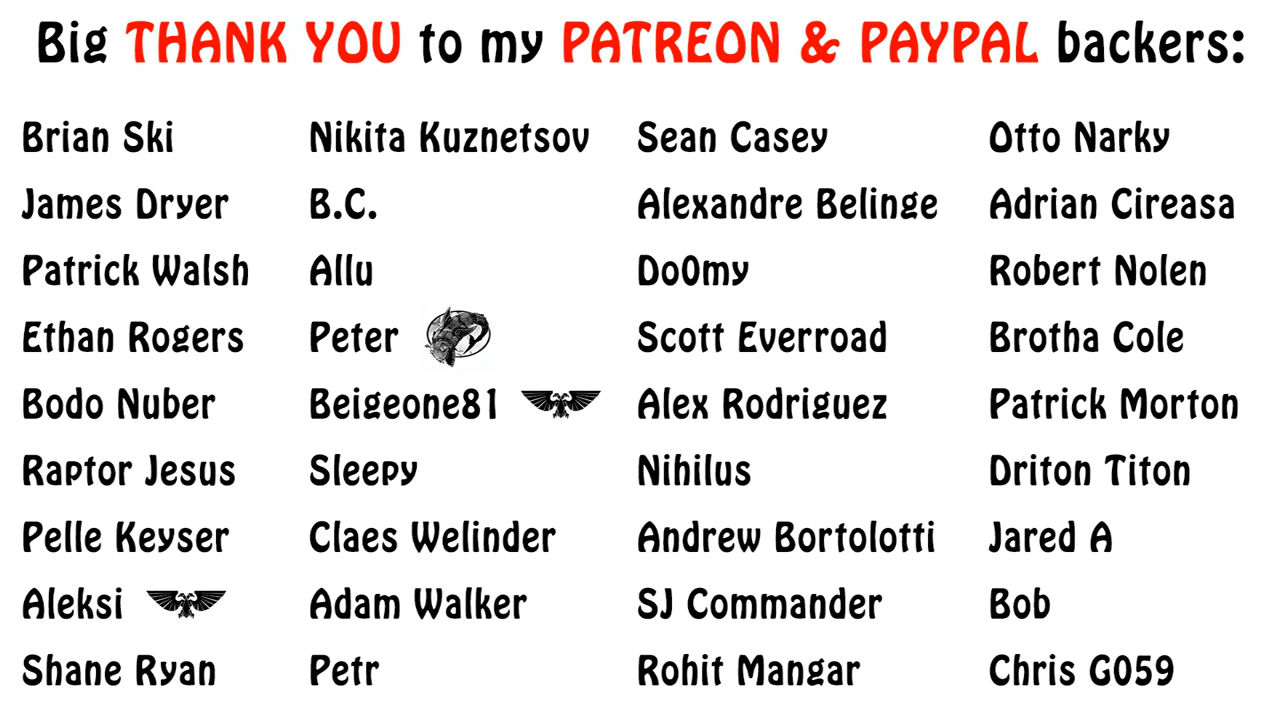 Big THANK YOU to my PATREON & PAYPAL backers:
Brian Ski
James Dryer
Patrick Walsh
Ethan Rogers
Bodo Nuber
Raptor Jesus
Pelle Keyser
Aleksi
Shane Ryan
Nikita Kuznetsov
B.C.
Allu
Peter
Beigeone81
Sleepy
Claes Welinder
Adam Walker
Petr
Sean Casey
Alexandre Belinge
Do0my
Scott Everroad
Alex Rodriguez
Nihilus
Andrew Bortolotti
SJ Commander
Rohit Mangar
Otto Narky
Adrian Cireasa
Robert Nolen
Brotha Cole
Patrick Morton
Driton Titon
Jared A
Bob
Chris G059